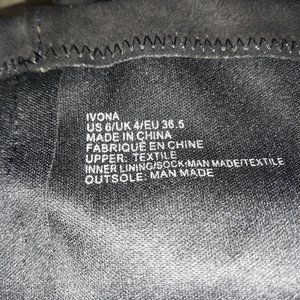 IVONA
US 6/UK 4/EU 36.5
MADE IN CHINA
FABRIQUÉ EN CHINE
UPPER: TEXTILE
INNER LINING/SOCK:MAN MADE/TEXTILE
OUTSOLE: MAN MADE